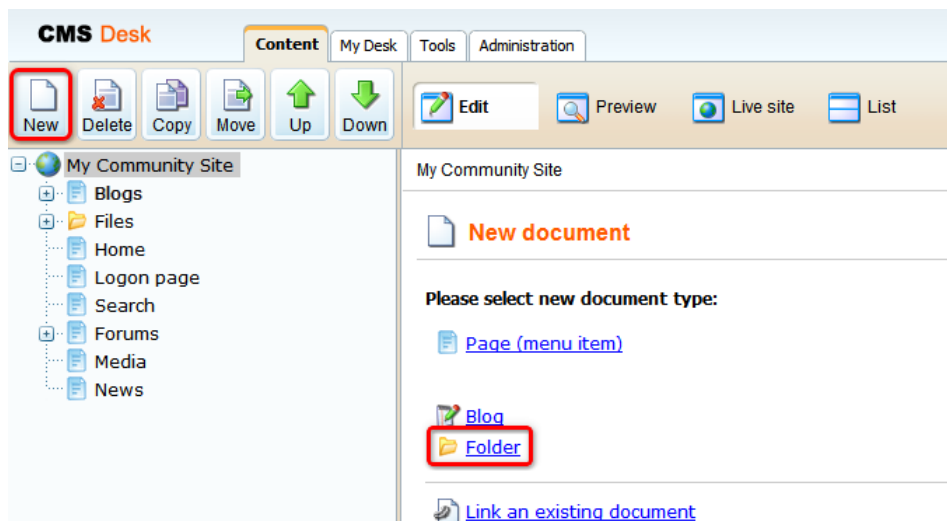 CMS Desk
Content My Desk Tools Administration
New Delete Copy Move Up Down Edit Preview Live site List
My Community Site
Blogs
Files
Home
Logon page
Search
Forums
Media
News
My Community Site
New document
Please select new document type:
Page (menu item)
Blog
Folder
Link an existing document